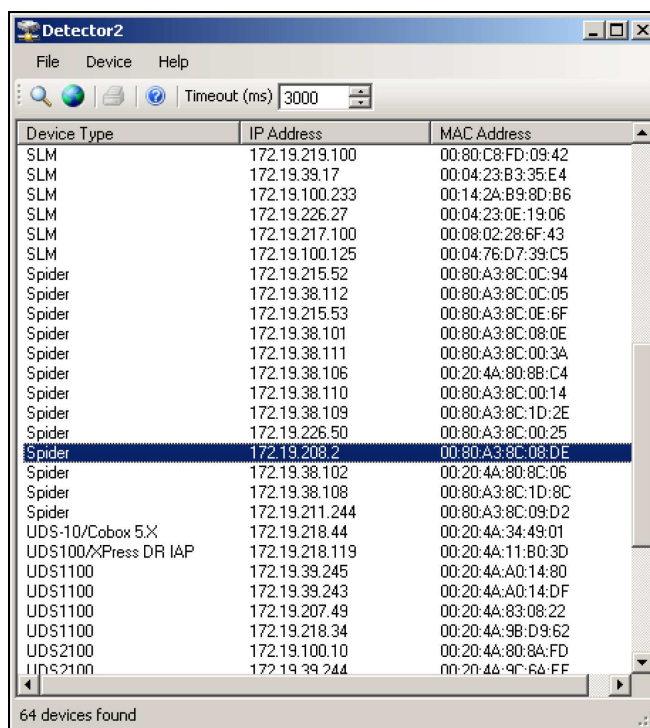 Detector2
File Device Help
Timeout (ms) 3000
Device Type IP Address MAC Address
SLM 172.19.219.100 00:80:C8:FD:09:42
SLM 172.19.39.17 00:04:23:B3:35:E4
SLM 172.19.100.233 00:14:2A:B9:8D:B6
SLM 172.19.226.27 00:04:23:0E:19:06
SLM 172.19.217.100 00:08:02:28:6F:43
SLM 172.19.100.125 00:04:76:D7:39:C5
Spider 172.19.215.52 00:80:A3:8C:0C:94
Spider 172.19.38.112 00:80:A3:8C:0C:05
Spider 172.19.215.53 00:80:A3:8C:0E:6F
Spider 172.19.38.101 00:80:A3:8C:08:0E
Spider 172.19.38.111 00:80:A3:8C:00:3A
Spider 172.19.38.106 00:20:4A:80:8B:C4
Spider 172.19.38.110 00:80:A3:8C:00:14
Spider 172.19.38.109 00:80:A3:8C:1D:2E
Spider 172.19.226.50 00:80:A3:8C:00:25
Spider 172.19.208.2 00:80:A3:8C:08:DE
Spider 172.19.38.102 00:20:4A:80:8C:06
Spider 172.19.38.108 00:80:A3:8C:1D:8C
Spider 172.19.211.244 00:80:A3:8C:09:D2
UDS-10/Cobox 5.X 172.19.218.44 00:20:4A:34:49:01
UDS100/XPress DR IAP 172.19.218.119 00:20:4A:11:B0:3D
UDS1100 172.19.39.245 00:20:4A:A0:14:80
UDS1100 172.19.39.243 00:20:4A:A0:14:DF
UDS1100 172.19.207.49 00:20:4A:83:08:22
UDS1100 172.19.218.34 00:20:4A:9B:D9:62
UDS2100 172.19.100.10 00:20:4A:80:8A:FD
UDS2100 172.19.39.244 00:20:4A:9C:6A:EF
64 devices found